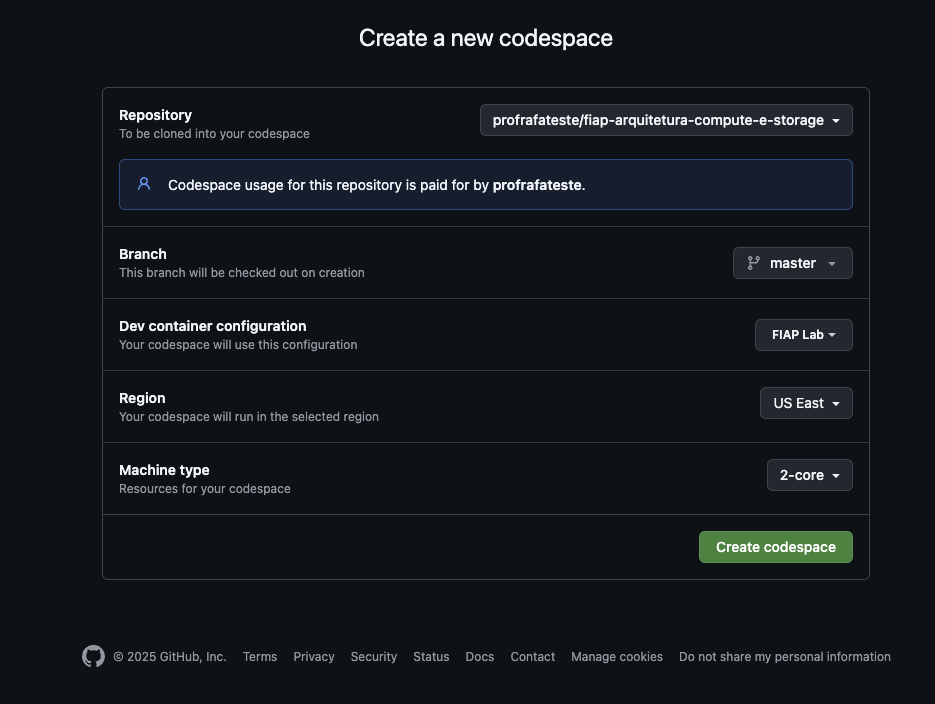 Create a new codespace
Repository
To be cloned into your codespace
profrafateste/fiap-arquitetura-compute-e-storage
Codespace usage for this repository is paid for by profrafateste.
Branch
This branch will be checked out on creation
master
Dev container configuration
Your codespace will use this configuration
FIAP Lab
Region
Your codespace will run in the selected region
US East
Machine type
Resources for your codespace
2-core
Create codespace
© 2025 GitHub, Inc. Terms Privacy Security Status Docs Contact Manage cookies Do not share my personal information